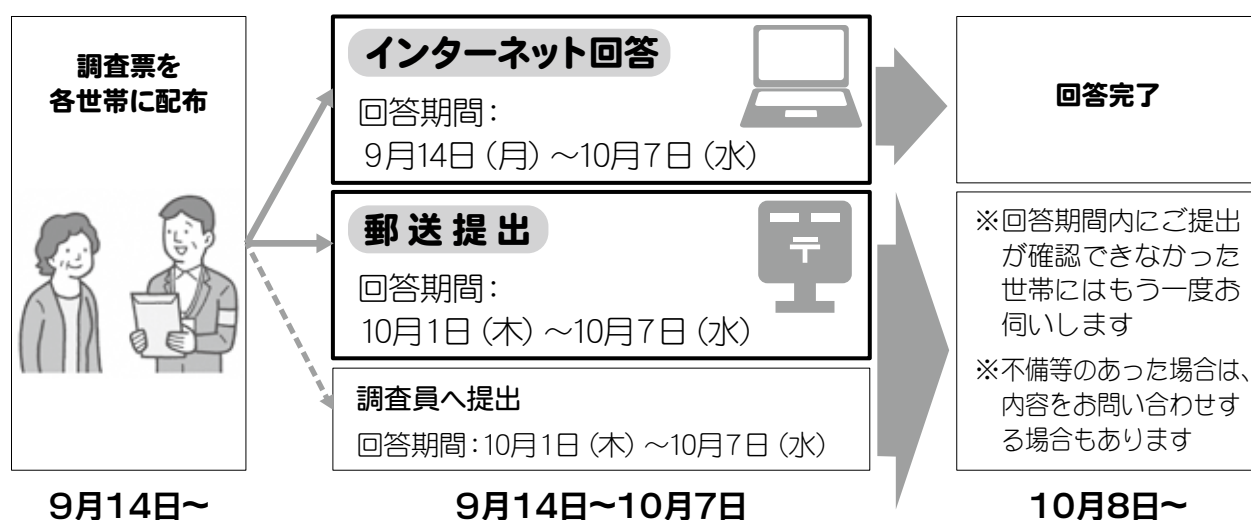 調査票を
各世帯に配布
インターネット回答
回答期間：
9月14日（月）～10月7日（水）
郵送提出
回答期間：
10月1日（木）～10月7日（水）
調査員へ提出
回答期間：10月1日（木）～10月7日（水）
回答完了
※回答期間内にご提出
が確認できなかった
世帯にはもう一度お
伺いします
※不備等のあった場合は、
内容をお問い合わせす
る場合もあります
9月14日～
9月14日～10月7日
10月8日～